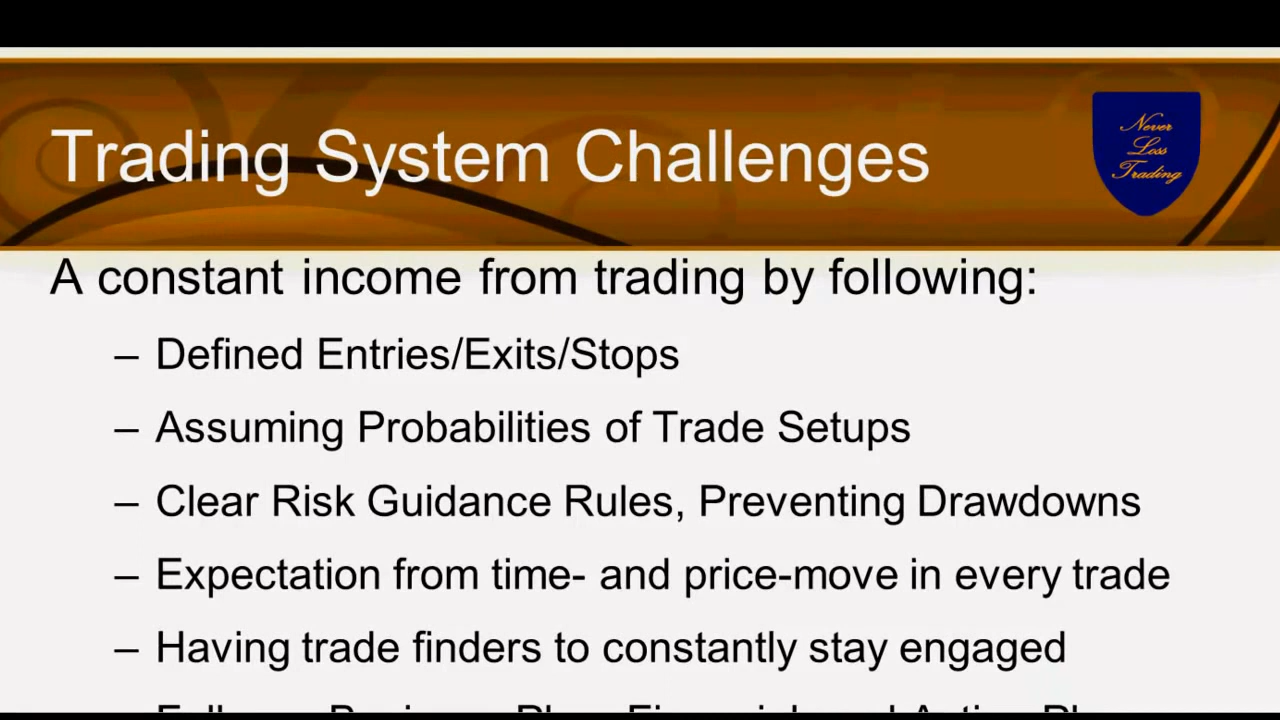 Trading System Challenges
Never
Loss
Trading
A constant income from trading by following:
– Defined Entries/Exits/Stops
– Assuming Probabilities of Trade Setups
– Clear Risk Guidance Rules, Preventing Drawdowns
– Expectation from time- and price-move in every trade
– Having trade finders to constantly stay engaged